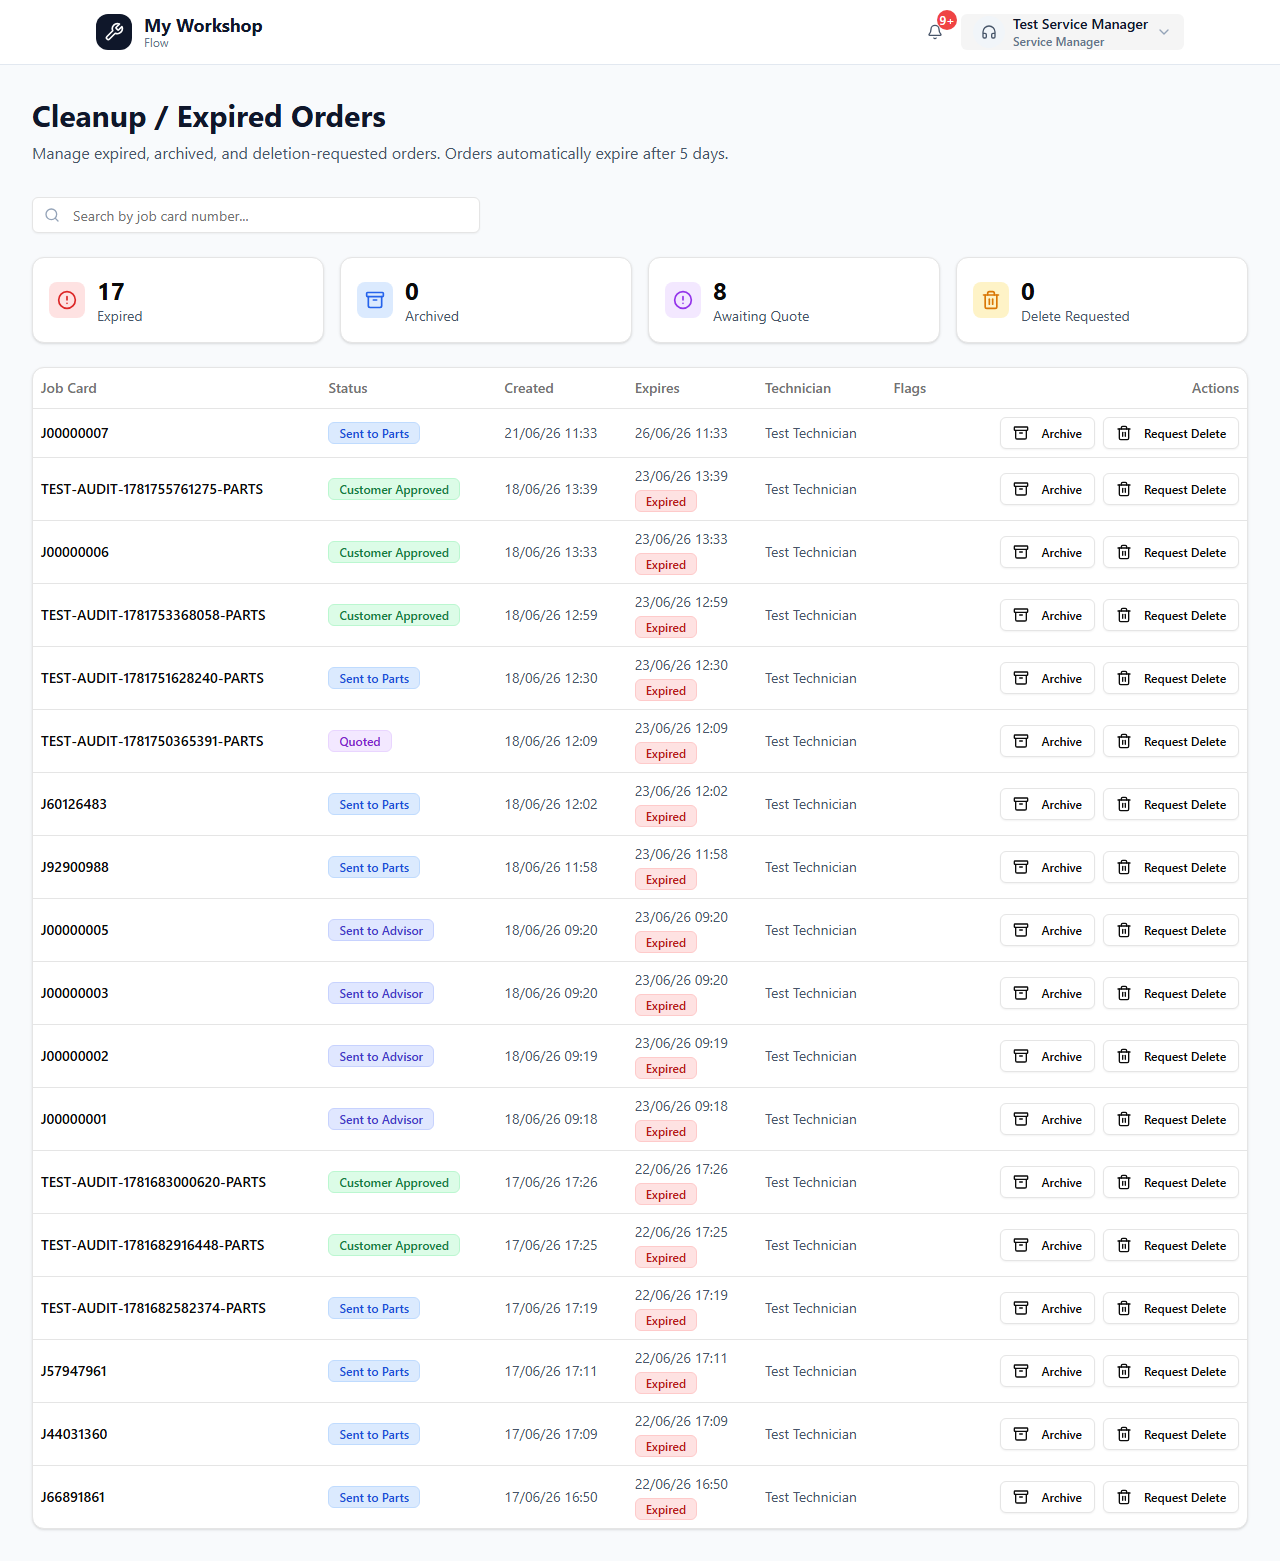 My Workshop
Flow
9+
Test Service Manager
Service Manager
Cleanup / Expired Orders
Manage expired, archived, and deletion-requested orders. Orders automatically expire after 5 days.
Search by job card number...
17
Expired
0
Archived
8
Awaiting Quote
0
Delete Requested
Job Card Status Created Expires Technician Flags Actions
J00000007 Sent to Parts 21/06/26 11:33 26/06/26 11:33 Test Technician Archive Request Delete
TEST-AUDIT-1781755761275-PARTS Customer Approved 18/06/26 13:39 23/06/26 13:39 Expired Test Technician Archive Request Delete
J00000006 Customer Approved 18/06/26 13:33 23/06/26 13:33 Expired Test Technician Archive Request Delete
TEST-AUDIT-1781753368058-PARTS Customer Approved 18/06/26 12:59 23/06/26 12:59 Expired Test Technician Archive Request Delete
TEST-AUDIT-1781751628240-PARTS Sent to Parts 18/06/26 12:30 23/06/26 12:30 Expired Test Technician Archive Request Delete
TEST-AUDIT-1781750365391-PARTS Quoted 18/06/26 12:09 23/06/26 12:09 Expired Test Technician Archive Request Delete
J60126483 Sent to Parts 18/06/26 12:02 23/06/26 12:02 Expired Test Technician Archive Request Delete
J92900988 Sent to Parts 18/06/26 11:58 23/06/26 11:58 Expired Test Technician Archive Request Delete
J00000005 Sent to Advisor 18/06/26 09:20 23/06/26 09:20 Expired Test Technician Archive Request Delete
J00000003 Sent to Advisor 18/06/26 09:20 23/06/26 09:20 Expired Test Technician Archive Request Delete
J00000002 Sent to Advisor 18/06/26 09:19 23/06/26 09:19 Expired Test Technician Archive Request Delete
J00000001 Sent to Advisor 18/06/26 09:18 23/06/26 09:18 Expired Test Technician Archive Request Delete
TEST-AUDIT-1781683000620-PARTS Customer Approved 17/06/26 17:26 22/06/26 17:26 Expired Test Technician Archive Request Delete
TEST-AUDIT-1781682916448-PARTS Customer Approved 17/06/26 17:25 22/06/26 17:25 Expired Test Technician Archive Request Delete
TEST-AUDIT-1781682582374-PARTS Sent to Parts 17/06/26 17:19 22/06/26 17:19 Expired Test Technician Archive Request Delete
J57947961 Sent to Parts 17/06/26 17:11 22/06/26 17:11 Expired Test Technician Archive Request Delete
J44031360 Sent to Parts 17/06/26 17:09 22/06/26 17:09 Expired Test Technician Archive Request Delete
J66891861 Sent to Parts 17/06/26 16:50 22/06/26 16:50 Expired Test Technician Archive Request Delete